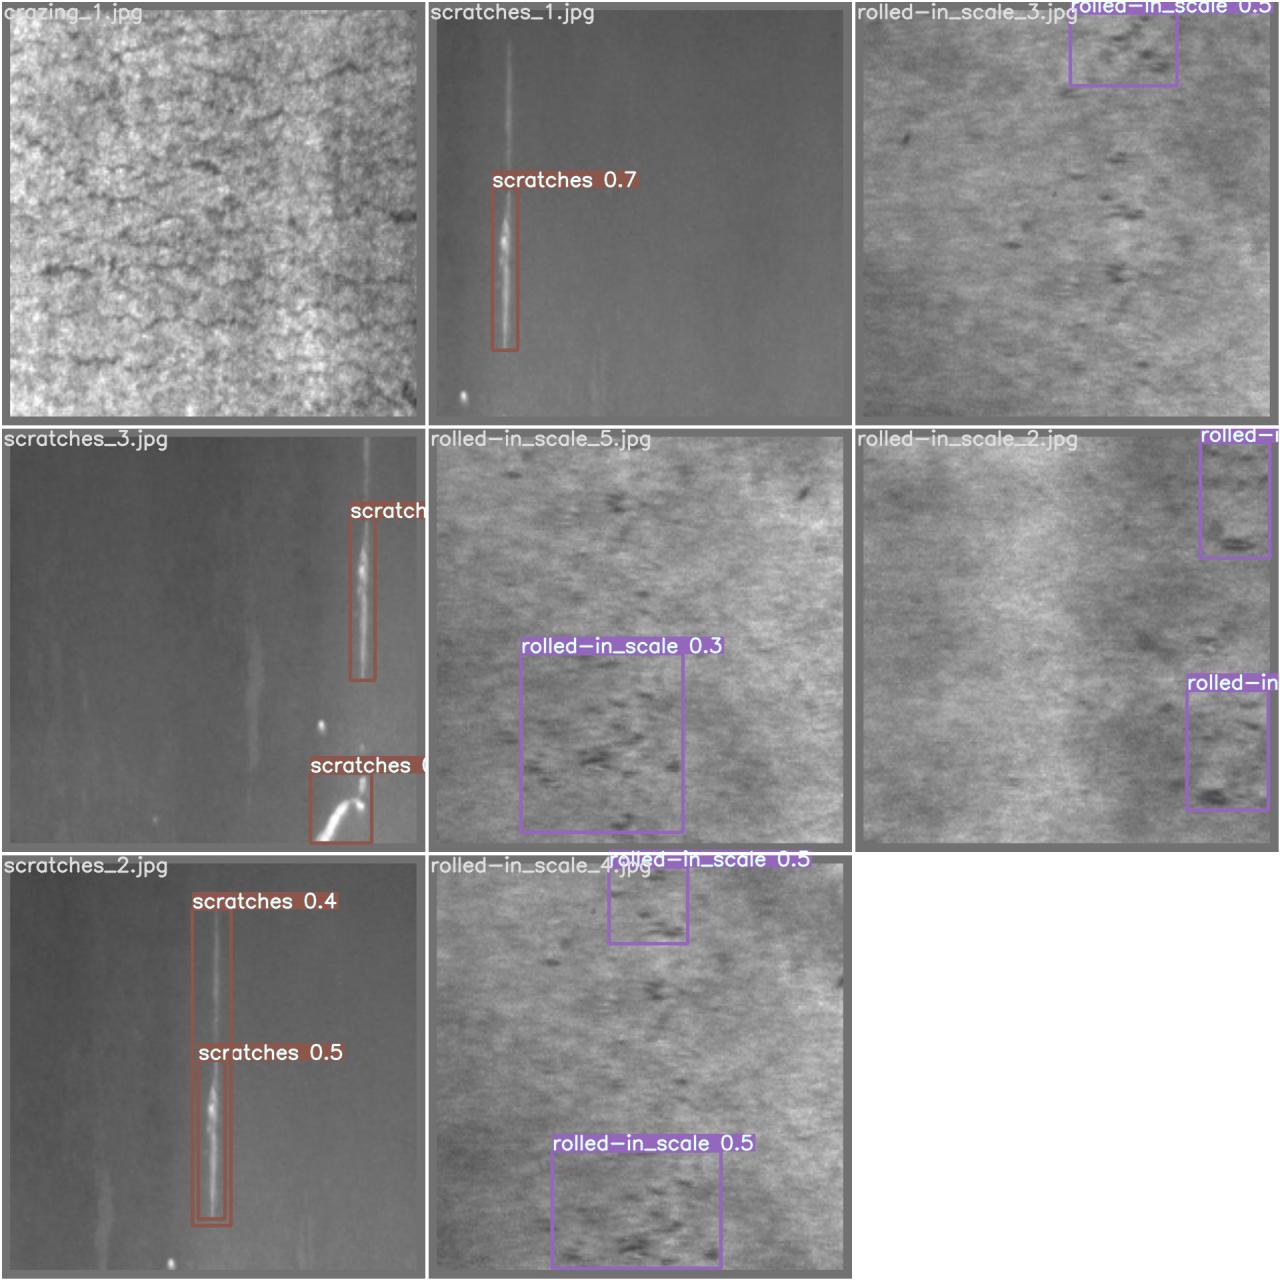 crazing_1.jpg
scratches_1.jpg
scratches 0.7
rolled-in_scale_3.jpg
rolled-in_scale 0.5
scratches_3.jpg
scratch
scratches
rolled-in_scale_5.jpg
rolled-in_scale 0.3
rolled-in_scale_2.jpg
rolled-
rolled-in
scratches_2.jpg
scratches 0.4
scratches 0.5
rolled-in_scale_4.jpg
rolled-in_scale 0.5
rolled-in_scale 0.5